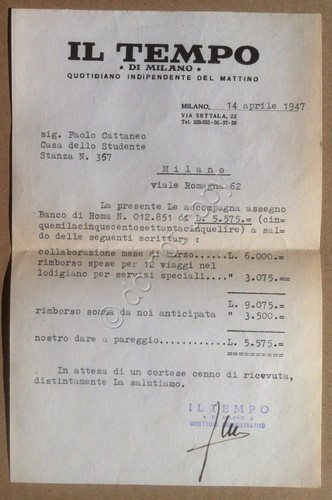 IL TEMPO
★ DI MILANO ★
QUOTIDIANO INDIPENDENTE DEL MATTINO
MILANO, 14 aprile 1947
VIA SETTALA, 22
sig. Paolo Cattaneo
Casa dello Studente
Stanza N. 357
Milano
viale Romagna 62
La presente Le accompagna assegno
Banco di Roma N. 012.851 di L. 5.575.= (cin=
quemilacinquecentosettantacinquelire) a sal=
do delle seguenti scritture :
collaborazione mese di marzo......L. 6.000.=
rimborso spese per 12 viaggi nel
lodigiano per servizi speciali...." 3.075.==
L. 9.075.=
rimborso somma da noi anticipata " 3.500.=
nostro dare a pareggio............L. 5.575.=
==========
In attesa di un cortese cenno di ricevuta,
distintamente La salutiamo.
IL TEMPO
DI MILANO